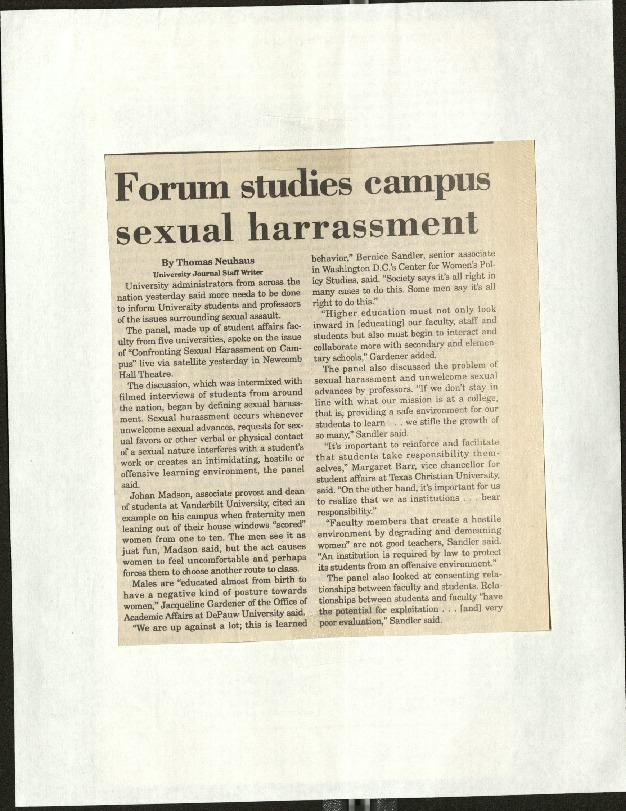 Forum studies campus
sexual harrassment
By Thomas Neuhaus
University Journal Staff Writer
University administrators from across the
nation yesterday said more needs to be done
to inform University students and professors
of the issues surrounding sexual assault.
The panel, made up of student affairs fac-
ulty from five universities, spoke on the issue
of "Confronting Sexual Harassment on Cam-
pus" live via satellite yesterday in Newcomb
Hall Theatre.
The discussion, which was intermixed with
filmed interviews of students from around
the nation, began by defining sexual harass-
ment. Sexual harassment occurs whenever
unwelcome sexual advances, requests for sex-
ual favors or other verbal or physical contact
of a sexual nature interferes with a student's
work or creates an intimidating, hostile or
offensive learning environment, the panel
said.
Johan Madson, associate provost and dean
of students at Vanderbilt University, cited an
example on his campus when fraternity men
leaning out of their house windows "scored"
women from one to ten. The men see it as
just fun, Madson said, but the act causes
women to feel uncomfortable and perhaps
forces them to choose another route to class.
Males are "educated almost from birth to
have a negative kind of posture towards
women," Jacqueline Gardener of the Office of
Academic Affairs at DePauw University said.
"We are up against a lot; this is learned
behavior," Bernice Sandler, senior associate
in Washington D.C.'s Center for Women's Pol-
icy Studies, said. "Society says it's all right in
many cases to do this. Some men say it's all
right to do this."
"Higher education must not only look
inward in [educating] our faculty, staff and
students but also must begin to interact and
collaborate more with secondary and elemen-
tary schools," Gardener added.
The panel also discussed the problem of
sexual harassment and unwelcome sexual
advances by professors. "If we don't stay in
line with what our mission is at a college,
that is, providing a safe environment for our
students to learn . . . we stifle the growth of
so many," Sandler said.
"It's important to reinforce and facilitate
that students take responsibility them-
selves," Margaret Barr, vice chancellor for
student affairs at Texas Christian University,
said. "On the other hand, it's important for us
to realize that we as institutions . . . bear
responsibility."
"Faculty members that create a hostile
environment by degrading and demeaning
women" are not good teachers, Sandler said.
"An institution is required by law to protect
its students from an offensive environment."
The panel also looked at consenting rela-
tionships between faculty and students. Rela-
tionships between students and faculty "have
the potential for exploitation . . . [and] very
poor evaluation," Sandler said.